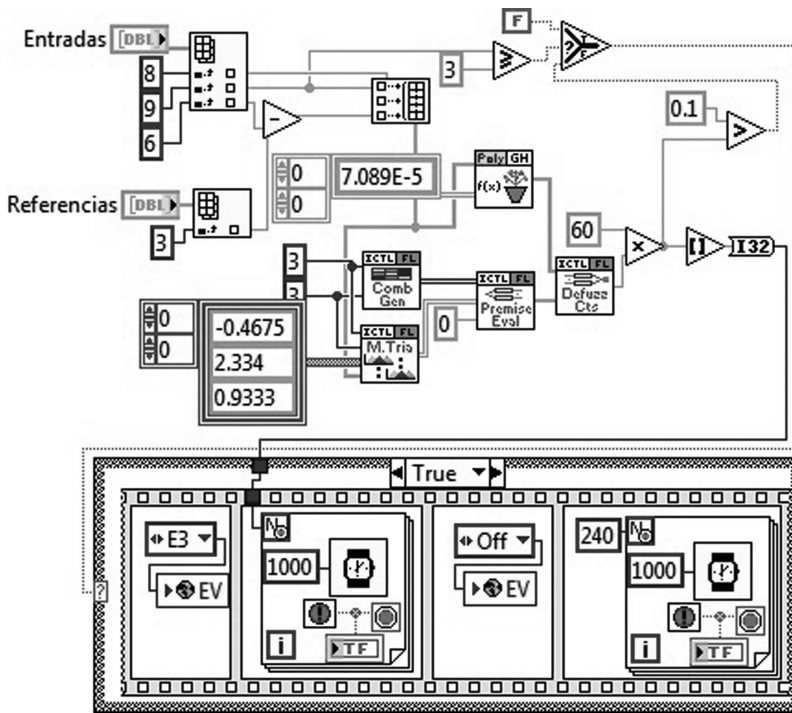 Entradas
[DBL]
8
9
6
F
?
T
F
3
≥
-
0.1
>
0
0
7.089E-5
Poly GH
f(x)
Referencias
[DBL]
3
60
x
[]
I32
3
ICTL FL
Comb
Gen
ICTL FL
Premise
Eval
ICTL FL
Defuzz
Cts
0
0
0
-0.4675
2.334
0.9333
ICTL FL
M.Tria
True
?
E3
EV
N
1000
i
TF
Off
EV
240
N
1000
i
TF